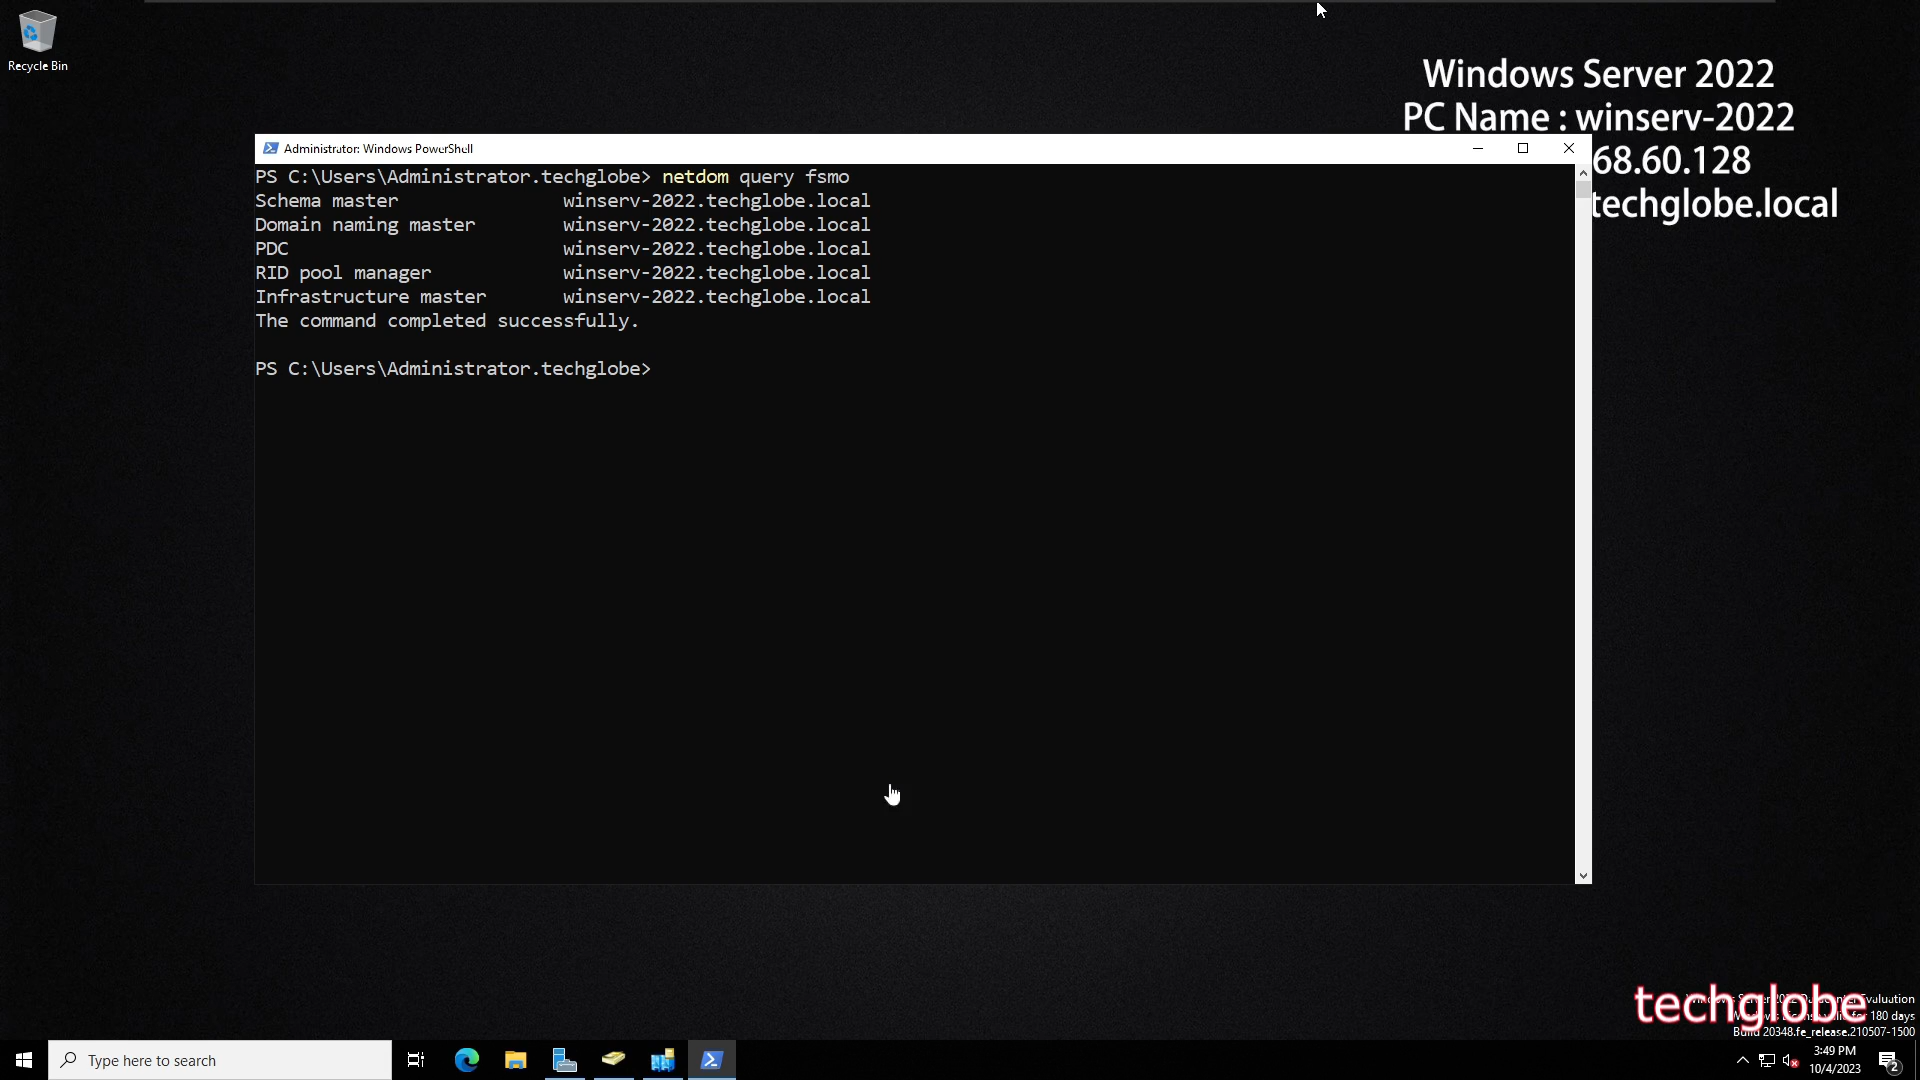 Recycle Bin
Windows Server 2022
PC Name : winserv-2022
68.60.128
techglobe.local
Administrator: Windows PowerShell
PS C:\Users\Administrator.techglobe> netdom query fsmo
Schema master winserv-2022.techglobe.local
Domain naming master winserv-2022.techglobe.local
PDC winserv-2022.techglobe.local
RID pool manager winserv-2022.techglobe.local
Infrastructure master winserv-2022.techglobe.local
The command completed successfully.
PS C:\Users\Administrator.techglobe>
techglobe
Evaluation
180 days
Build 20348.fe_release.210507-1500
Type here to search
3:49 PM
10/4/2023
2